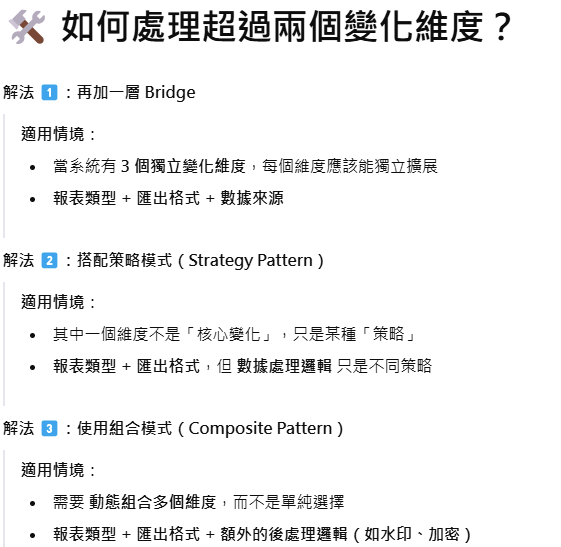 🛠️ 如何處理超過兩個變化維度？
解法 1️⃣：再加一層 Bridge
適用情境：
• 當系統有 3 個獨立變化維度，每個維度應該能獨立擴展
• 報表類型 + 匯出格式 + 數據來源
解法 2️⃣：搭配策略模式（Strategy Pattern）
適用情境：
• 其中一個維度不是「核心變化」，只是某種「策略」
• 報表類型 + 匯出格式，但 數據處理邏輯 只是不同策略
解法 3️⃣：使用組合模式（Composite Pattern）
適用情境：
• 需要 動態組合多個維度，而不是單純選擇
• 報表類型 + 匯出格式 + 額外的後處理邏輯（如水印、加密）